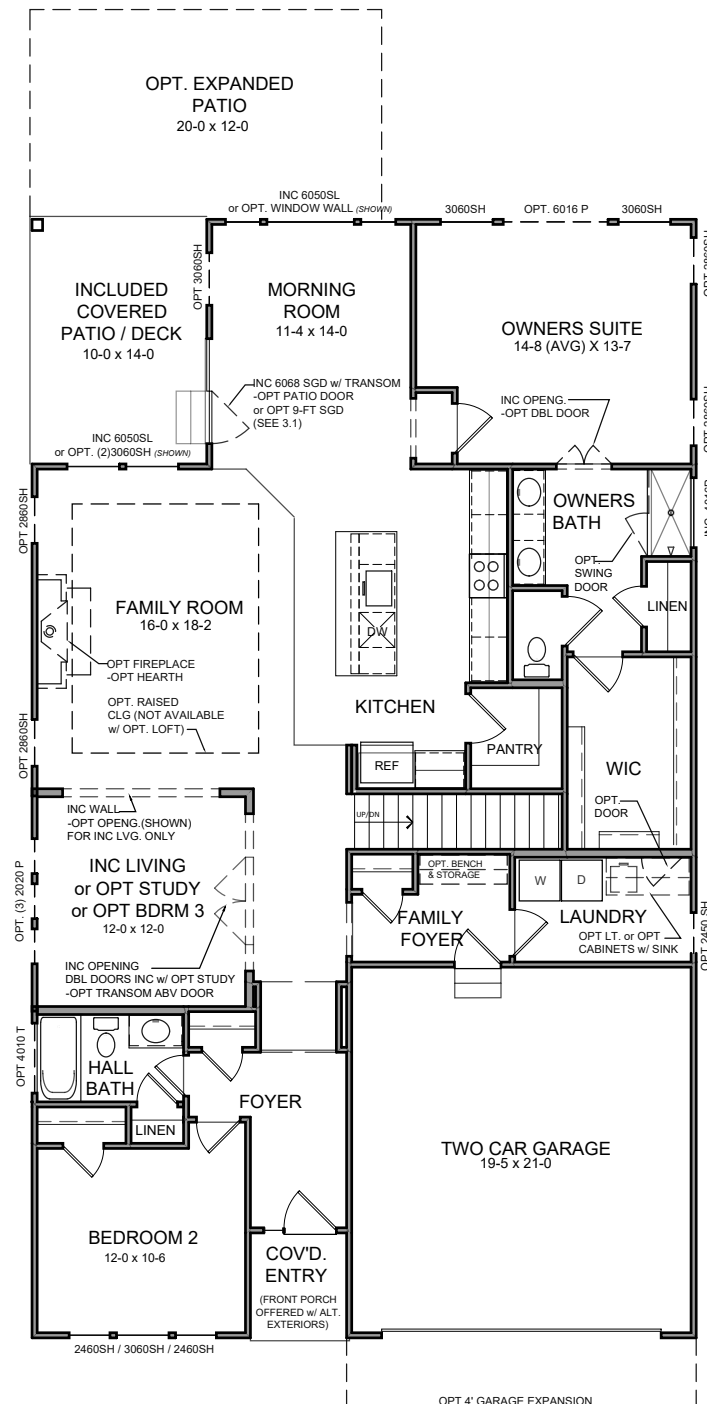 OPT. EXPANDED
PATIO
20-0 x 12-0
INC 6050SL
or OPT. WINDOW WALL (SHOWN)
3060SH
OPT. 6016 P
3060SH
OPT 3060SH
INCLUDED
COVERED
PATIO / DECK
10-0 x 14-0
MORNING
ROOM
11-4 x 14-0
OWNERS SUITE
14-8 (AVG) X 13-7
INC 6068 SGD w/ TRANSOM
-OPT PATIO DOOR
or OPT 9-FT SGD
(SEE 3.1)
INC OPENG.
-OPT DBL DOOR
INC 6050SL
or OPT. (2)3060SH (SHOWN)
OPT 2860SH
OWNERS
BATH
OPT.
SWING
DOOR
LINEN
FAMILY ROOM
16-0 x 18-2
DW
OPT FIREPLACE
-OPT HEARTH
OPT. RAISED
CLG (NOT AVAILABLE
w/ OPT. LOFT)
OPT 2860SH
KITCHEN
REF
PANTRY
WIC
OPT.
DOOR
INC WALL
-OPT OPENG.(SHOWN)
FOR INC LVG. ONLY
UP/DN
OPT. (3) 2020 P
INC LIVING
or OPT STUDY
or OPT BDRM 3
12-0 x 12-0
OPT. BENCH
& STORAGE
W
D
FAMILY
FOYER
LAUNDRY
OPT LT. or OPT
CABINETS w/ SINK
OPT 2450 SH
INC OPENING
DBL DOORS INC w/ OPT STUDY
-OPT TRANSOM ABV DOOR
OPT 4010 T
HALL
BATH
LINEN
FOYER
TWO CAR GARAGE
19-5 x 21-0
BEDROOM 2
12-0 x 10-6
COV'D.
ENTRY
(FRONT PORCH
OFFERED w/ ALT.
EXTERIORS)
2460SH / 3060SH / 2460SH
OPT 4' GARAGE EXPANSION